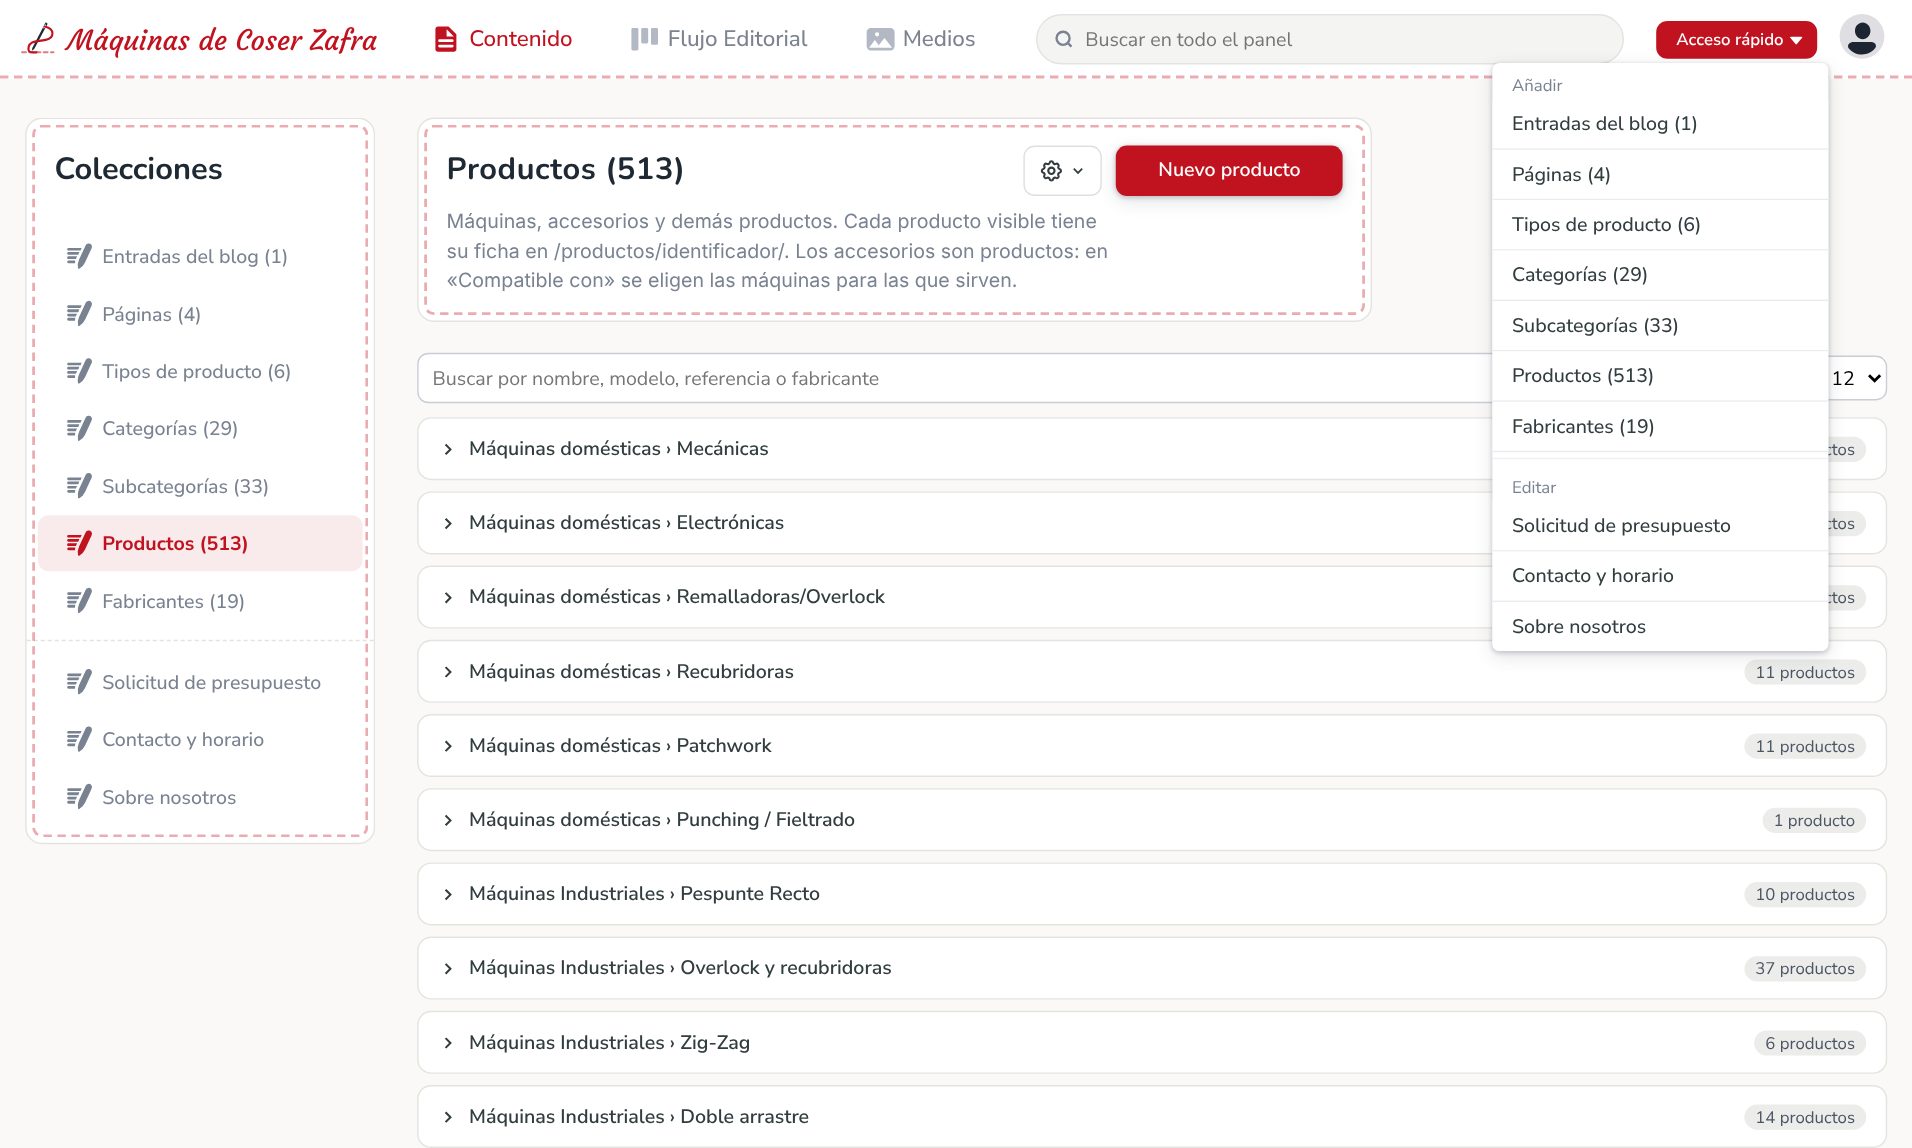 Máquinas de Coser Zafra
Contenido
Flujo Editorial
Medios
Buscar en todo el panel
Acceso rápido
Colecciones
Entradas del blog (1)
Páginas (4)
Tipos de producto (6)
Categorías (29)
Subcategorías (33)
Productos (513)
Fabricantes (19)
Solicitud de presupuesto
Contacto y horario
Sobre nosotros
Productos (513)
Nuevo producto
Máquinas, accesorios y demás productos. Cada producto visible tiene
su ficha en /productos/identificador/. Los accesorios son productos: en
«Compatible con» se eligen las máquinas para las que sirven.
Buscar por nombre, modelo, referencia o fabricante
12
Máquinas domésticas › Mecánicas
Máquinas domésticas › Electrónicas
Máquinas domésticas › Remalladoras/Overlock
Máquinas domésticas › Recubridoras
11 productos
Máquinas domésticas › Patchwork
11 productos
Máquinas domésticas › Punching / Fieltrado
1 producto
Máquinas Industriales › Pespunte Recto
10 productos
Máquinas Industriales › Overlock y recubridoras
37 productos
Máquinas Industriales › Zig-Zag
6 productos
Máquinas Industriales › Doble arrastre
14 productos
Añadir
Entradas del blog (1)
Páginas (4)
Tipos de producto (6)
Categorías (29)
Subcategorías (33)
Productos (513)
Fabricantes (19)
Editar
Solicitud de presupuesto
Contacto y horario
Sobre nosotros